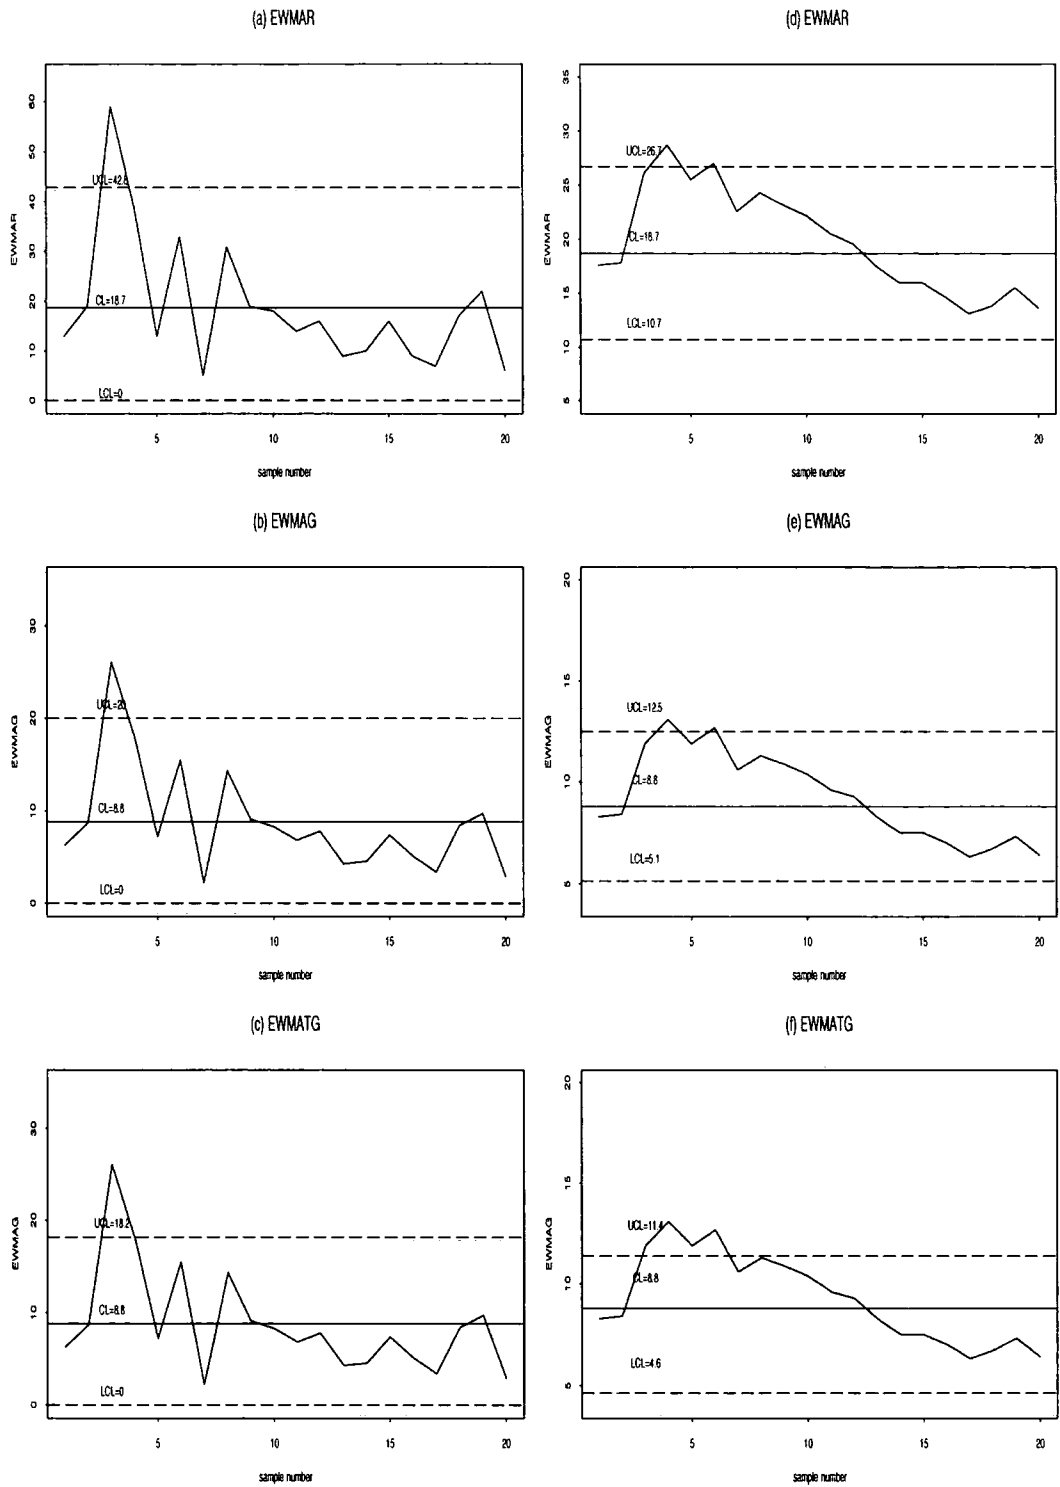 (a) EWMAR
EWMAR
60
50
40
30
20
10
0
UCL=42.8
CL=18.7
LCL=0
5 10 15 20
sample number
(d) EWMAR
EWMAR
35
30
25
20
15
10
5
UCL=26.7
CL=18.7
LCL=10.7
5 10 15 20
sample number
(b) EWMAG
EWMAG
30
20
10
0
UCL=20
CL=8.8
LCL=0
5 10 15 20
sample number
(e) EWMAG
EWMAG
20
15
10
5
UCL=12.5
CL=8.8
LCL=5.1
5 10 15 20
sample number
(c) EWMATG
EWMAG
30
20
10
0
UCL=18.2
CL=8.8
LCL=0
5 10 15 20
sample number
(f) EWMATG
EWMAG
20
15
10
5
UCL=11.4
CL=8.8
LCL=4.6
5 10 15 20
sample number